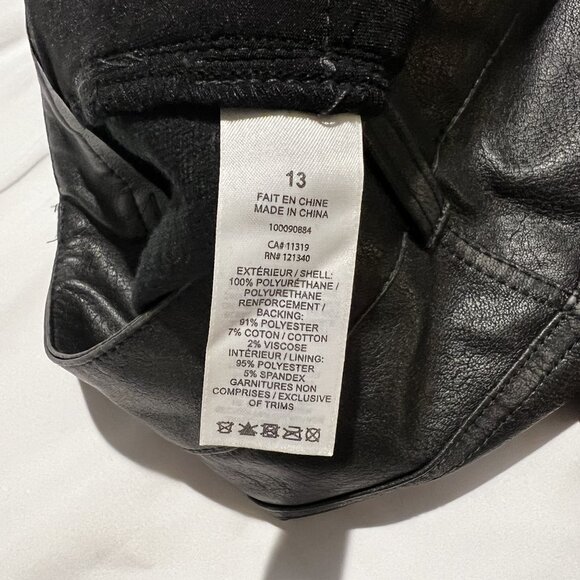 13
FAIT EN CHINE
MADE IN CHINA
100090884
CA# 11319
RN# 121340
EXTÉRIEUR / SHELL:
100% POLYURÉTHANE /
POLYURETHANE
RENFORCEMENT /
BACKING:
91% POLYESTER
7% COTON / COTTON
2% VISCOSE
INTÉRIEUR / LINING:
95% POLYESTER
5% SPANDEX
GARNITURES NON
COMPRISES / EXCLUSIVE
OF TRIMS